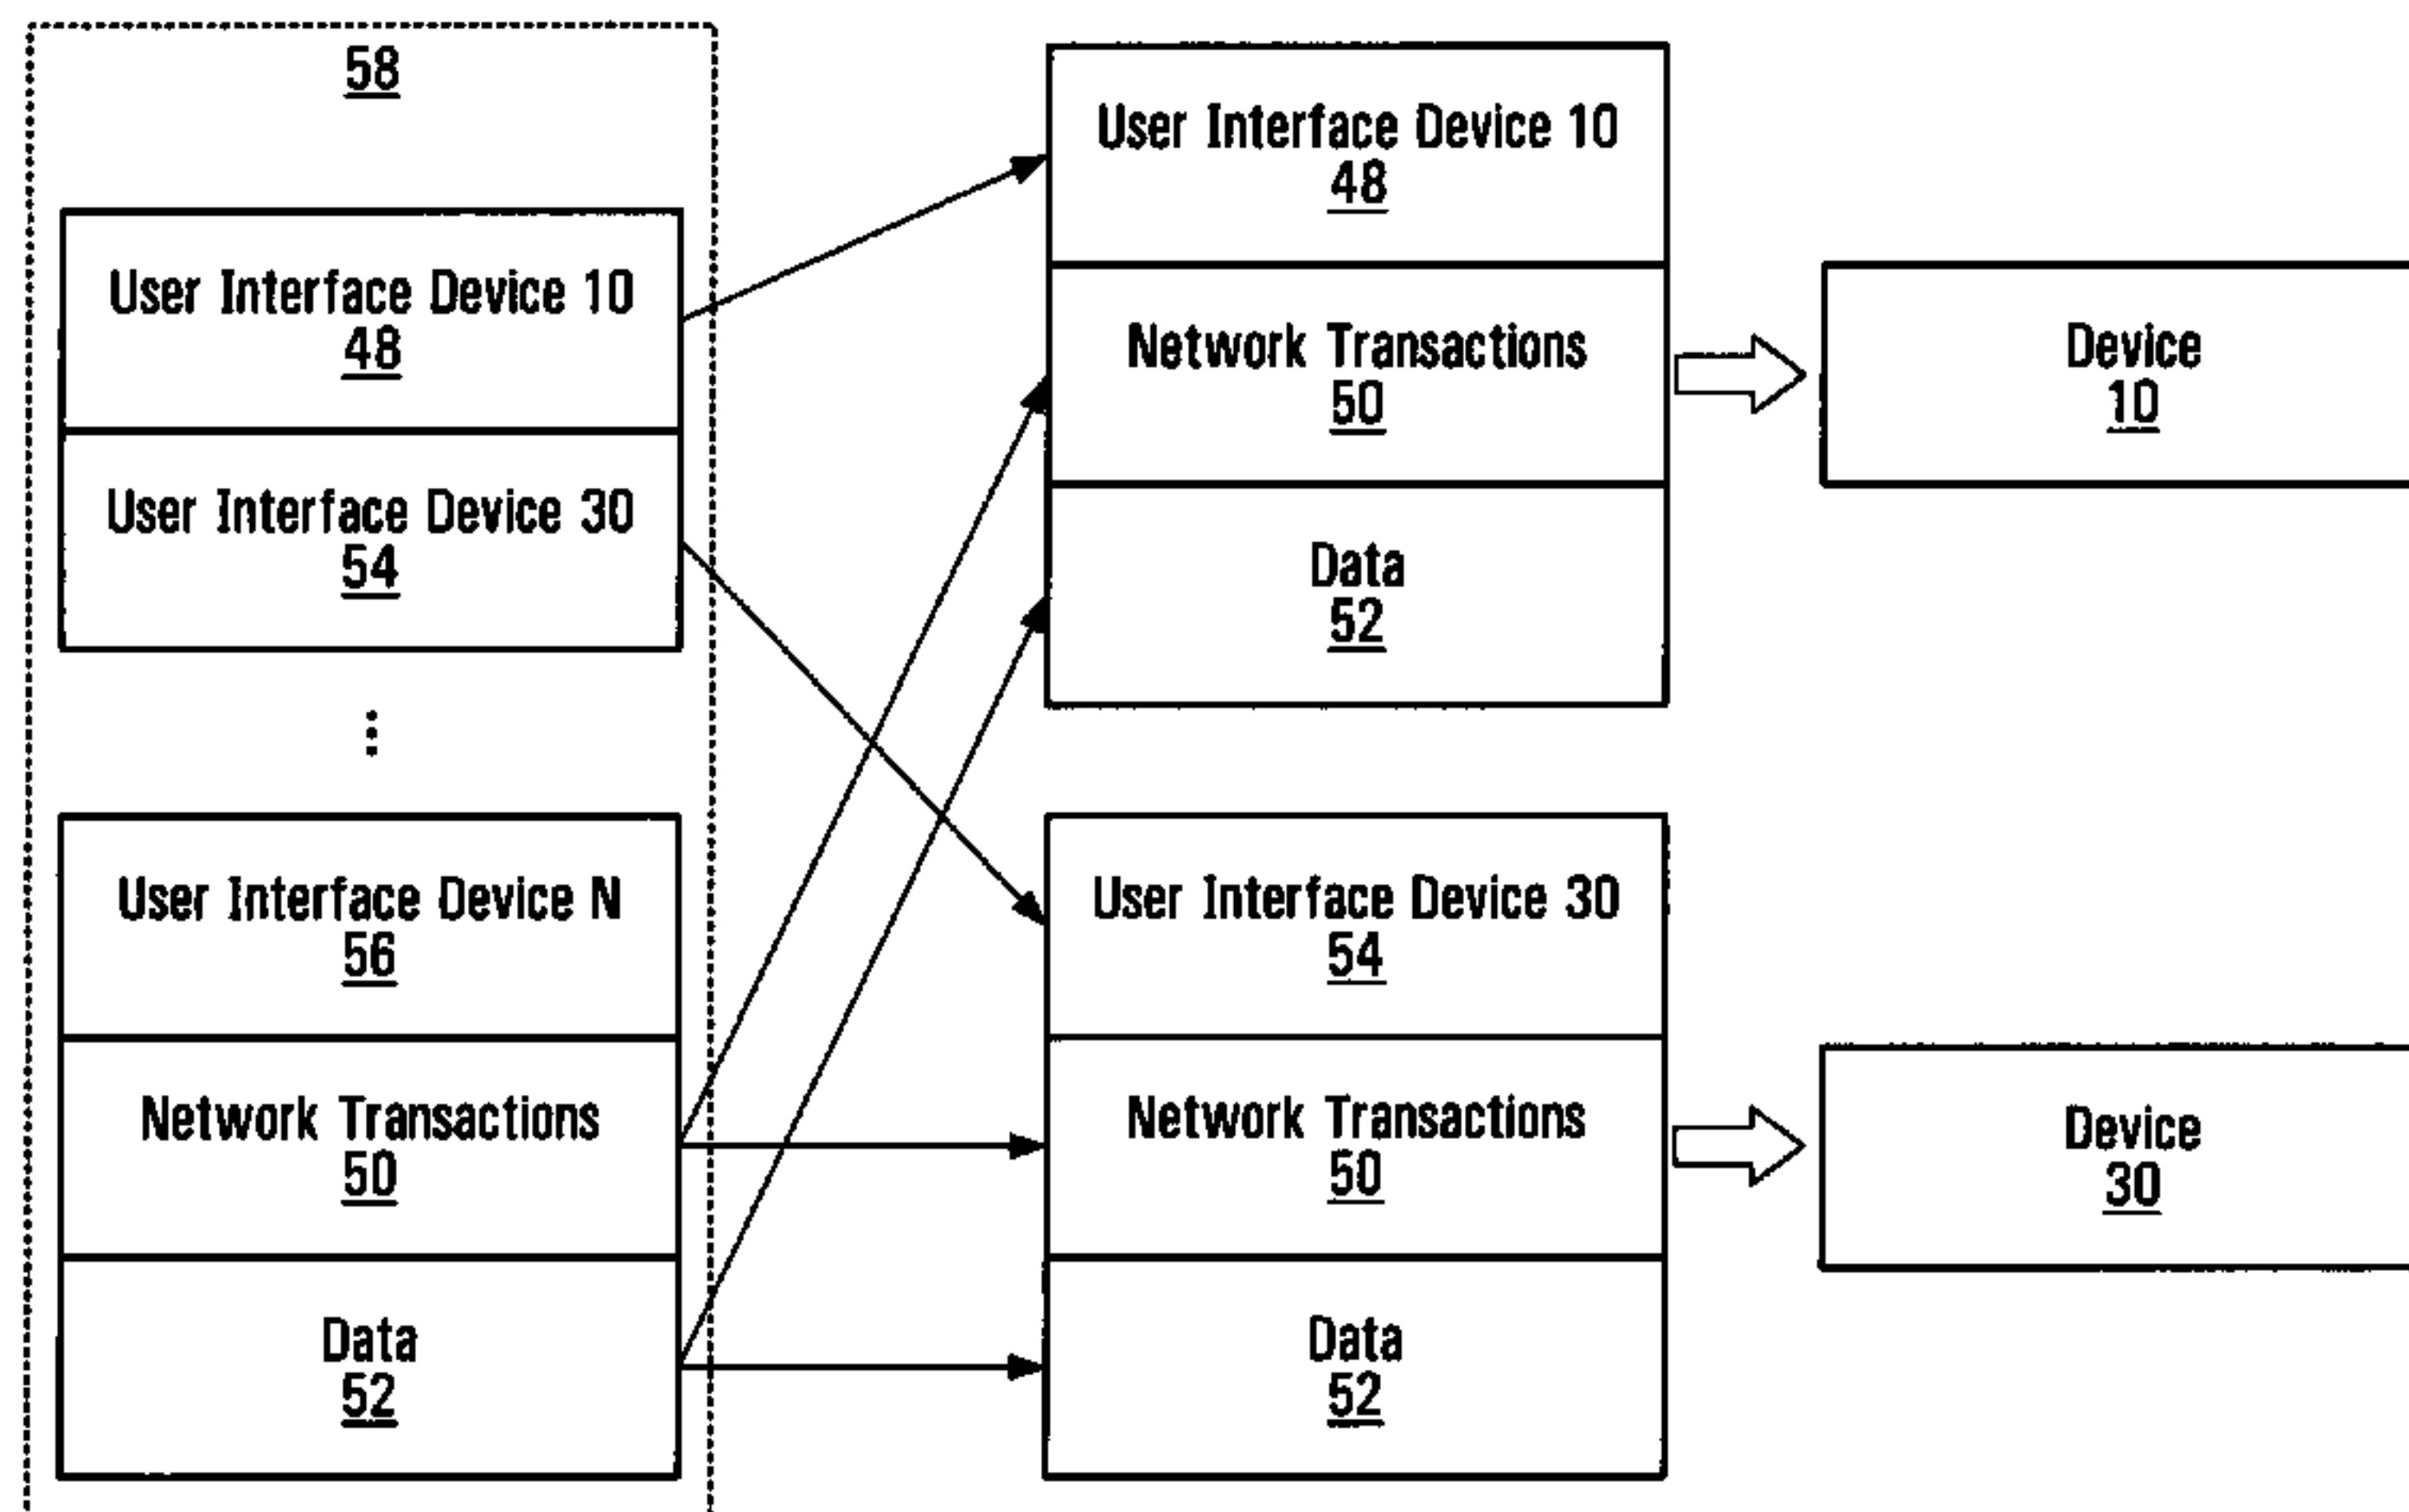 58
User Interface Device 10
48
User Interface Device 30
54
User Interface Device N
56
Network Transactions
50
Data
52
User Interface Device 10
48
Network Transactions
50
Data
52
User Interface Device 30
54
Network Transactions
50
Data
52
Device
10
Device
30